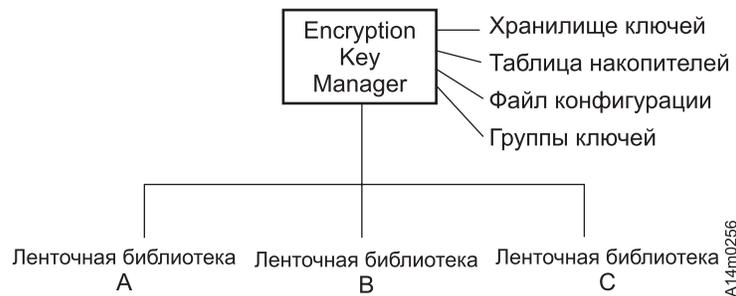 Encryption
Key
Manager
Хранилище ключей
Таблица накопителей
Файл конфигурации
Группы ключей
Ленточная библиотека
A
Ленточная библиотека
B
Ленточная библиотека
C
A14m0256